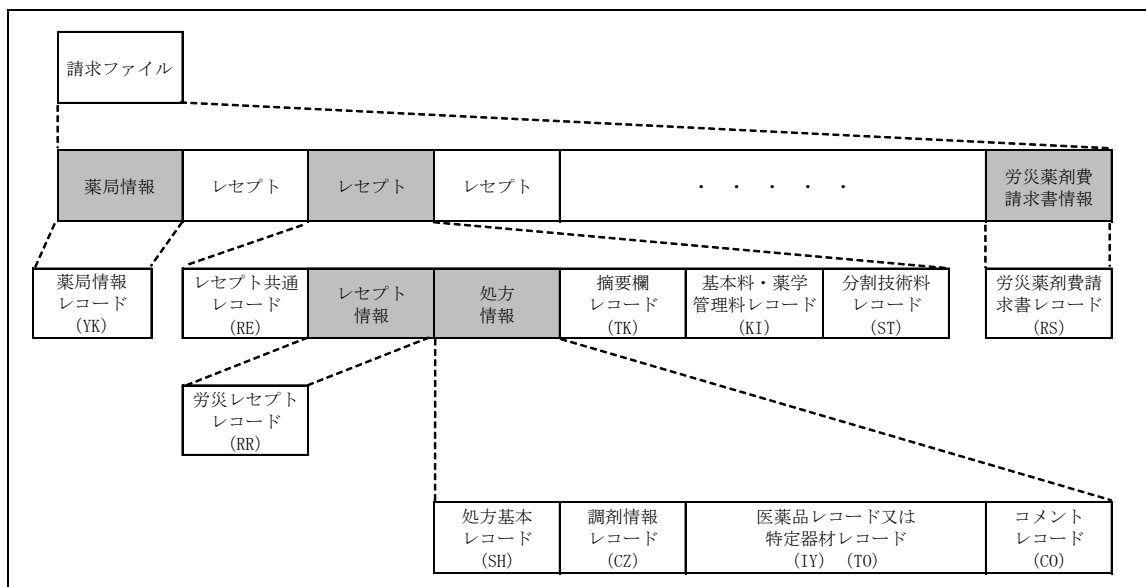 請求ファイル
薬局情報
レセプト
レセプト
レセプト
・ ・ ・ ・ ・
労災薬剤費
請求書情報
薬局情報
レコード
(YK)
レセプト共通
レコード
(RE)
レセプト
情報
処方
情報
摘要欄
レコード
(TK)
基本料・薬学
管理料レコード
(KI)
分割技術料
レコード
(ST)
労災薬剤費請
求書レコード
(RS)
労災レセプト
レコード
(RR)
処方基本
レコード
(SH)
調剤情報
レコード
(CZ)
医薬品レコード又は
特定器材レコード
(IY) (TO)
コメント
レコード
(CO)